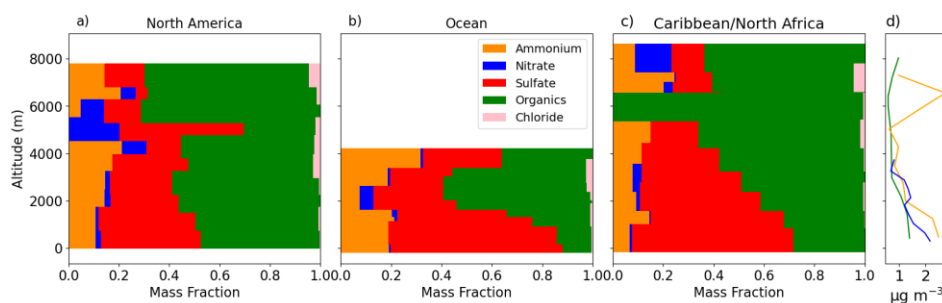 a) North America
b) Ocean
c) Caribbean/North Africa
d)
Altitude (m)
8000
6000
4000
2000
0
Ammonium
Nitrate
Sulfate
Organics
Chloride
0.0 0.2 0.4 0.6 0.8 1.0
0.0 0.2 0.4 0.6 0.8 1.0
0.0 0.2 0.4 0.6 0.8 1.0
1 2
Mass Fraction
Mass Fraction
Mass Fraction
µg m⁻³